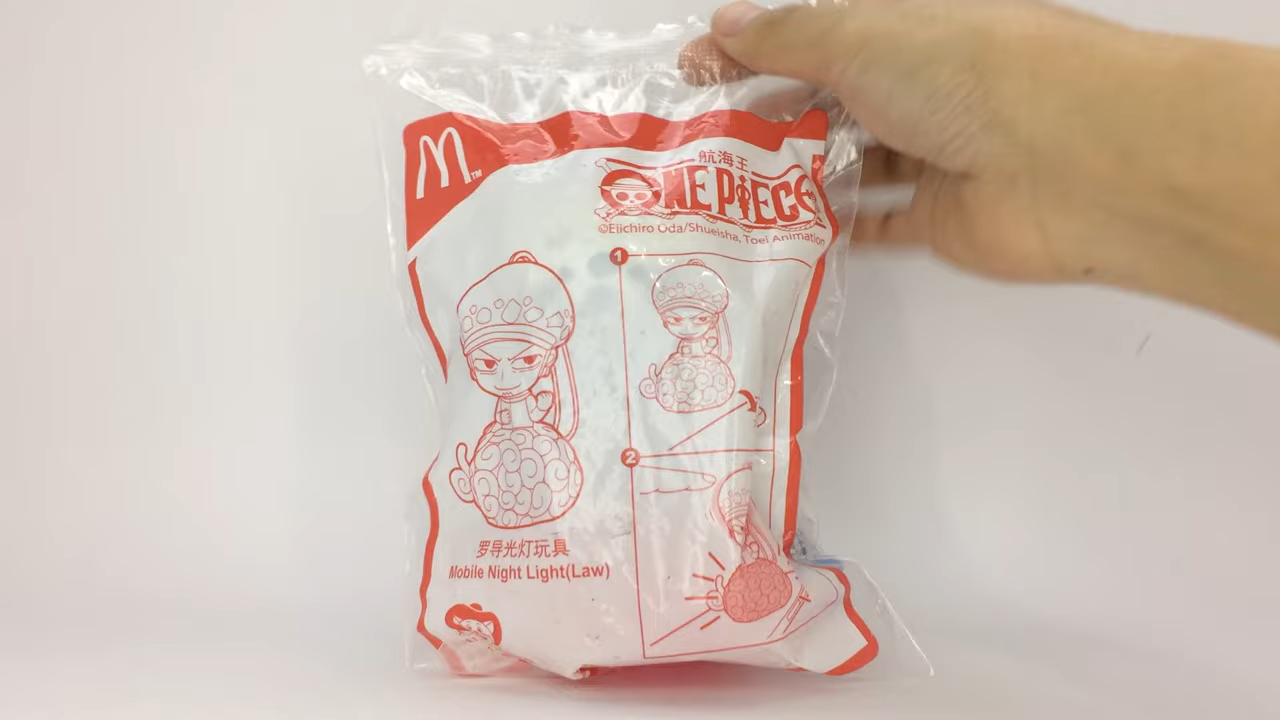 M™
航海王
ONE PIECE
©Eiichiro Oda/Shueisha, Toei Animation
1
2
罗导光灯玩具
Mobile Night Light(Law)